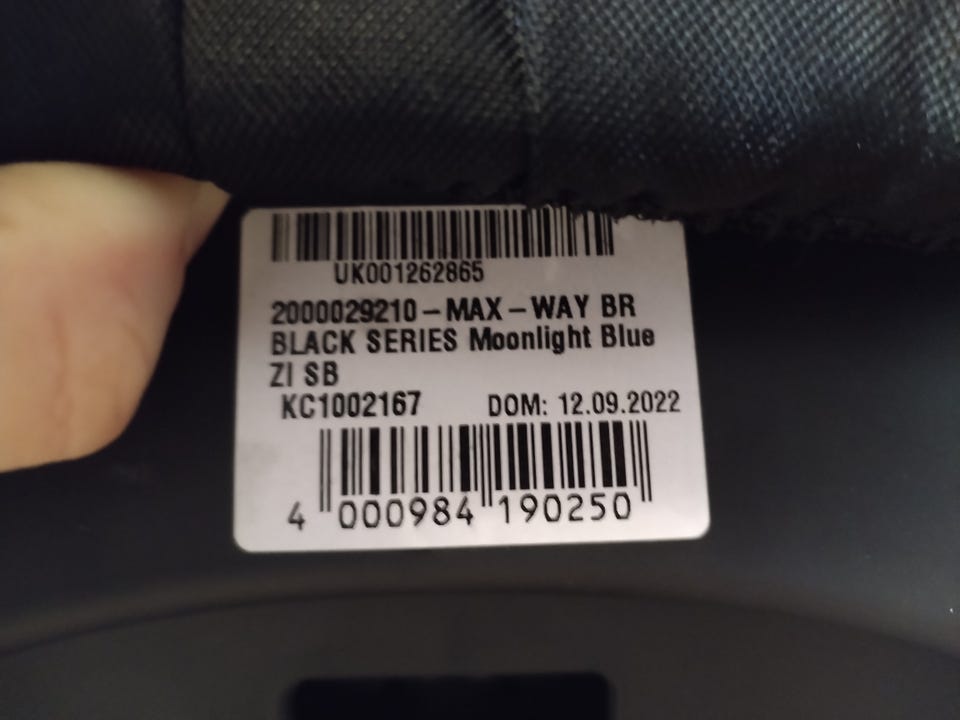 UK001262865
2000029210-MAX-WAY BR
BLACK SERIES Moonlight Blue
ZI SB
KC1002167 DOM: 12.09.2022
4 000984 190250